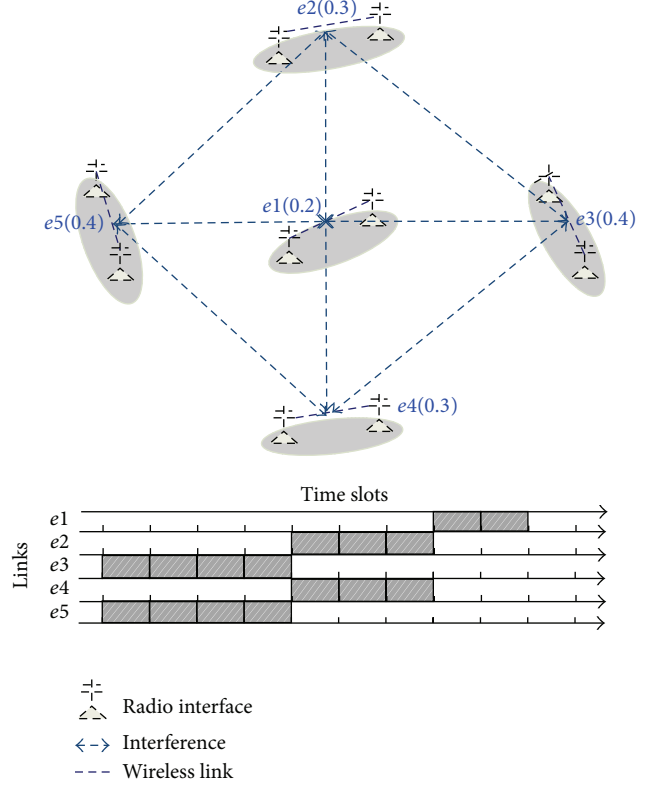 e2(0.3)
e1(0.2)
e5(0.4)
e3(0.4)
e4(0.3)
Time slots
Links
e1
e2
e3
e4
e5
Radio interface
Interference
Wireless link